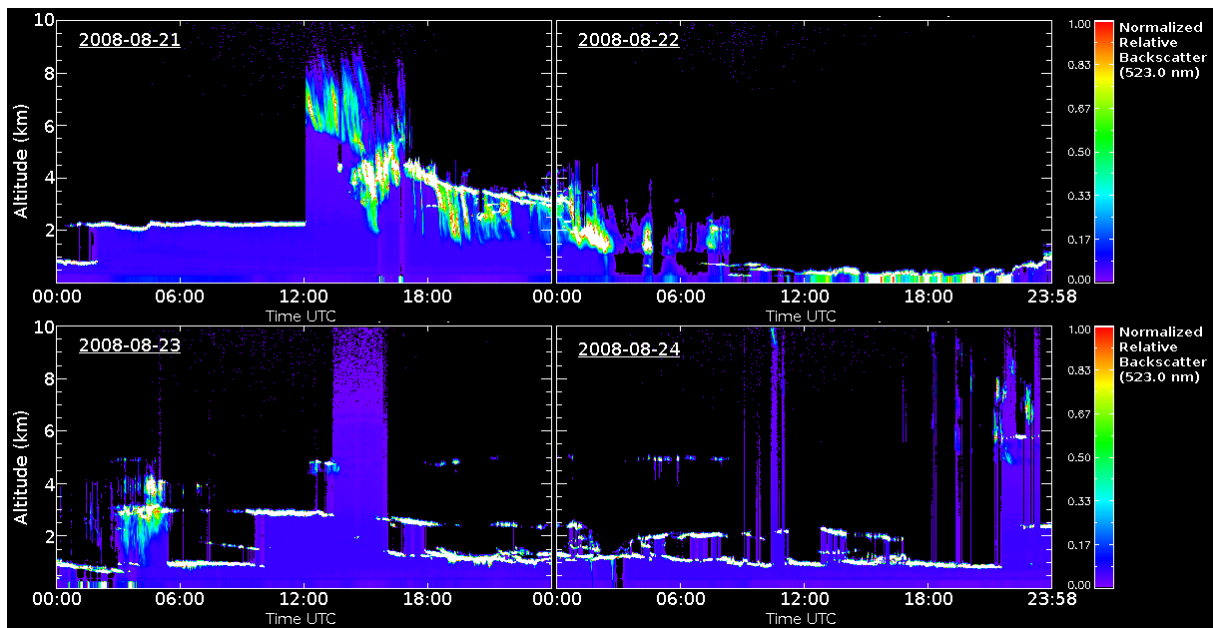 10
8
6
4
2
Altitude (km)
2008-08-21
2008-08-22
00:00 06:00 12:00 18:00 00:00 06:00 12:00 18:00 23:58
Time UTC Time UTC
1.00
0.83
0.67
0.50
0.33
0.17
0.00
Normalized
Relative
Backscatter
(523.0 nm)
10
8
6
4
2
Altitude (km)
2008-08-23
2008-08-24
00:00 06:00 12:00 18:00 00:00 06:00 12:00 18:00 23:58
Time UTC Time UTC
1.00
0.83
0.67
0.50
0.33
0.17
0.00
Normalized
Relative
Backscatter
(523.0 nm)